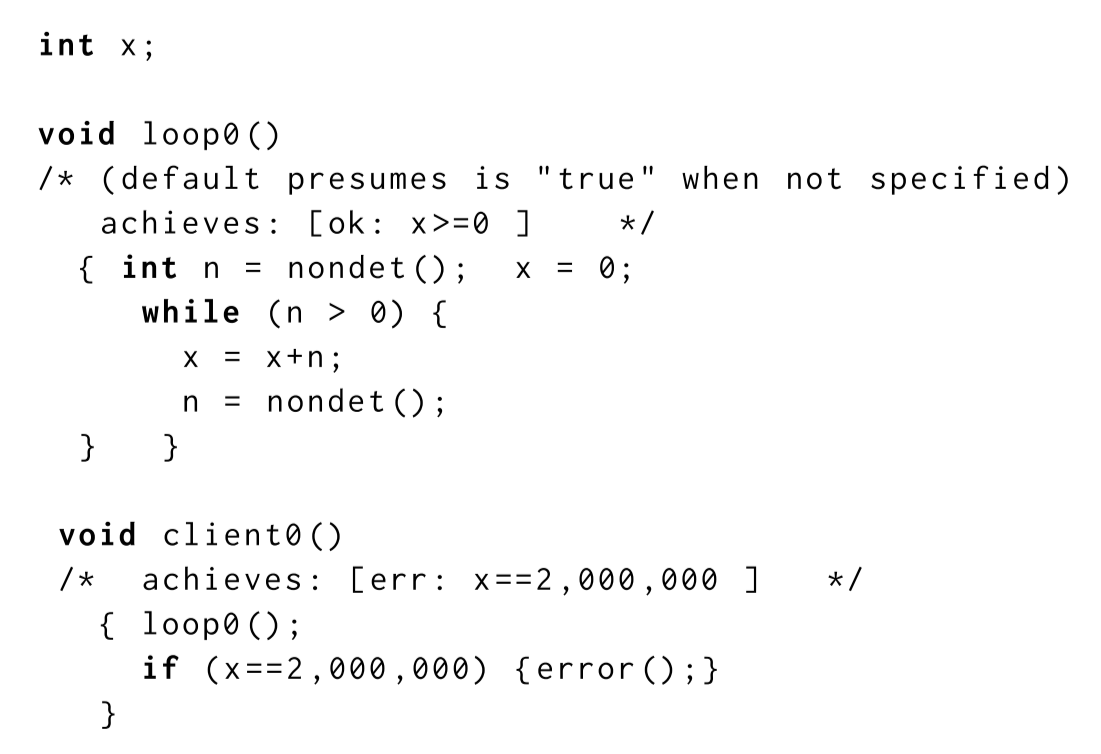 int x;
void loop0()
/* (default presumes is "true" when not specified)
achieves: [ok: x>=0 ] */
{ int n = nondet(); x = 0;
while (n > 0) {
x = x+n;
n = nondet();
} }
void client0()
/* achieves: [err: x==2,000,000 ] */
{ loop0();
if (x==2,000,000) {error();}
}